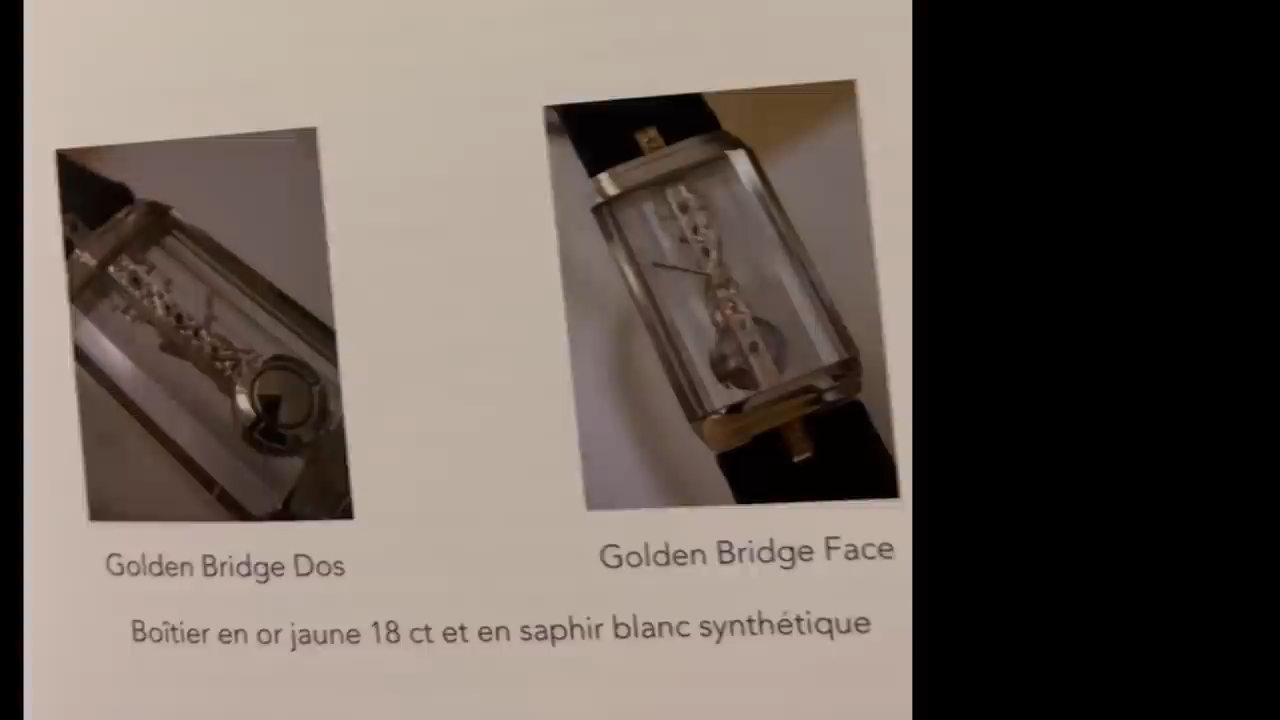 Golden Bridge Dos
Golden Bridge Face
Boîtier en or jaune 18 ct et en saphir blanc synthétique